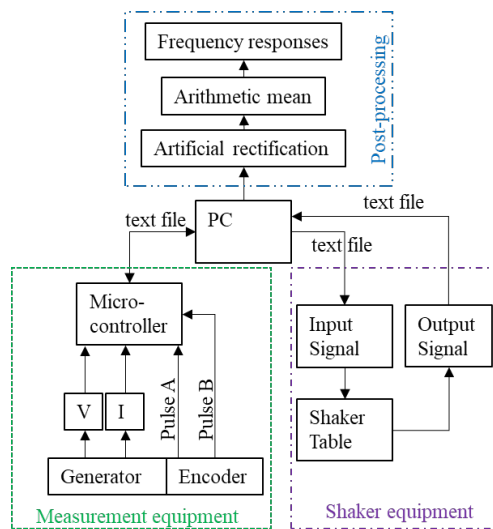 Frequency responses
Arithmetic mean
Artificial rectification
Post-processing
text file
PC
text file
text file
Micro-
controller
V
I
Pulse A
Pulse B
Generator
Encoder
Measurement equipment
Input
Signal
Output
Signal
Shaker
Table
Shaker equipment